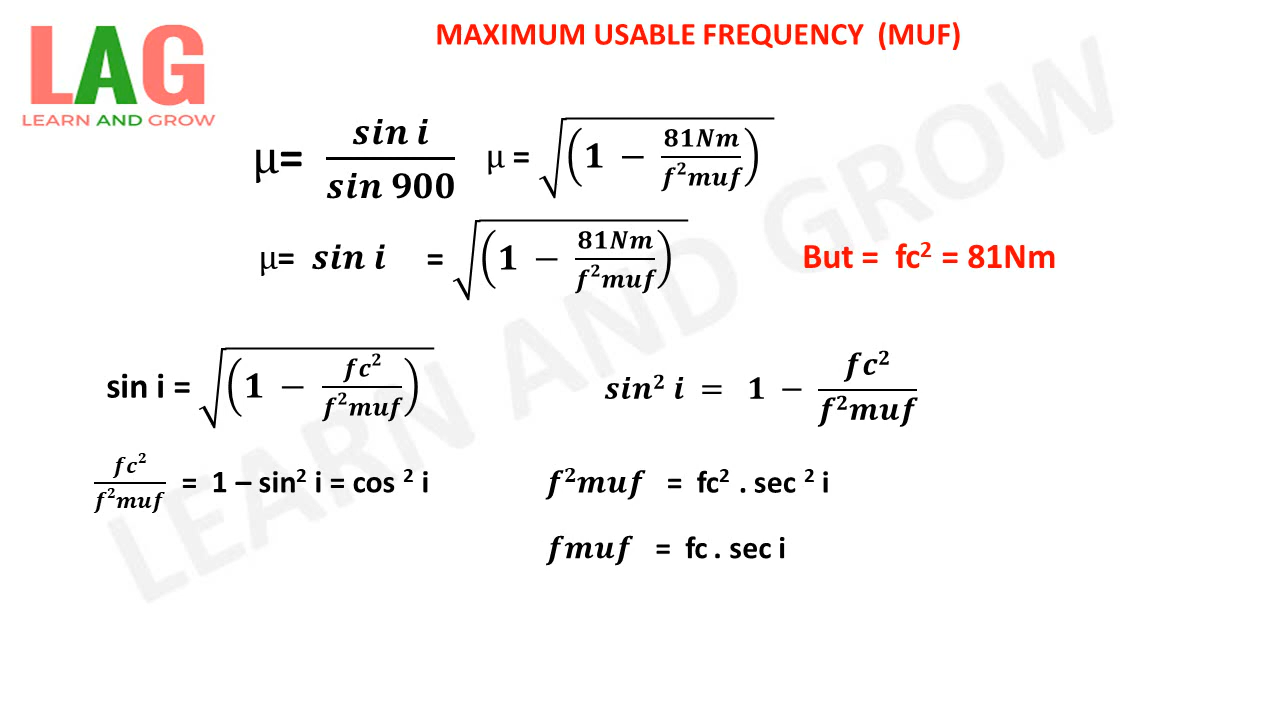 LAG
LEARN AND GROW
MAXIMUM USABLE FREQUENCY (MUF)
μ= sin i / sin 900 μ = √(1 − 81Nm / f²muf)
μ= sin i = √(1 − 81Nm / f²muf) But = fc² = 81Nm
sin i = √(1 − fc² / f²muf) sin² i = 1 − fc² / f²muf
fc² / f²muf = 1 – sin² i = cos ² i f²muf = fc² . sec ² i
fmuf = fc . sec i
LEARN AND GROW